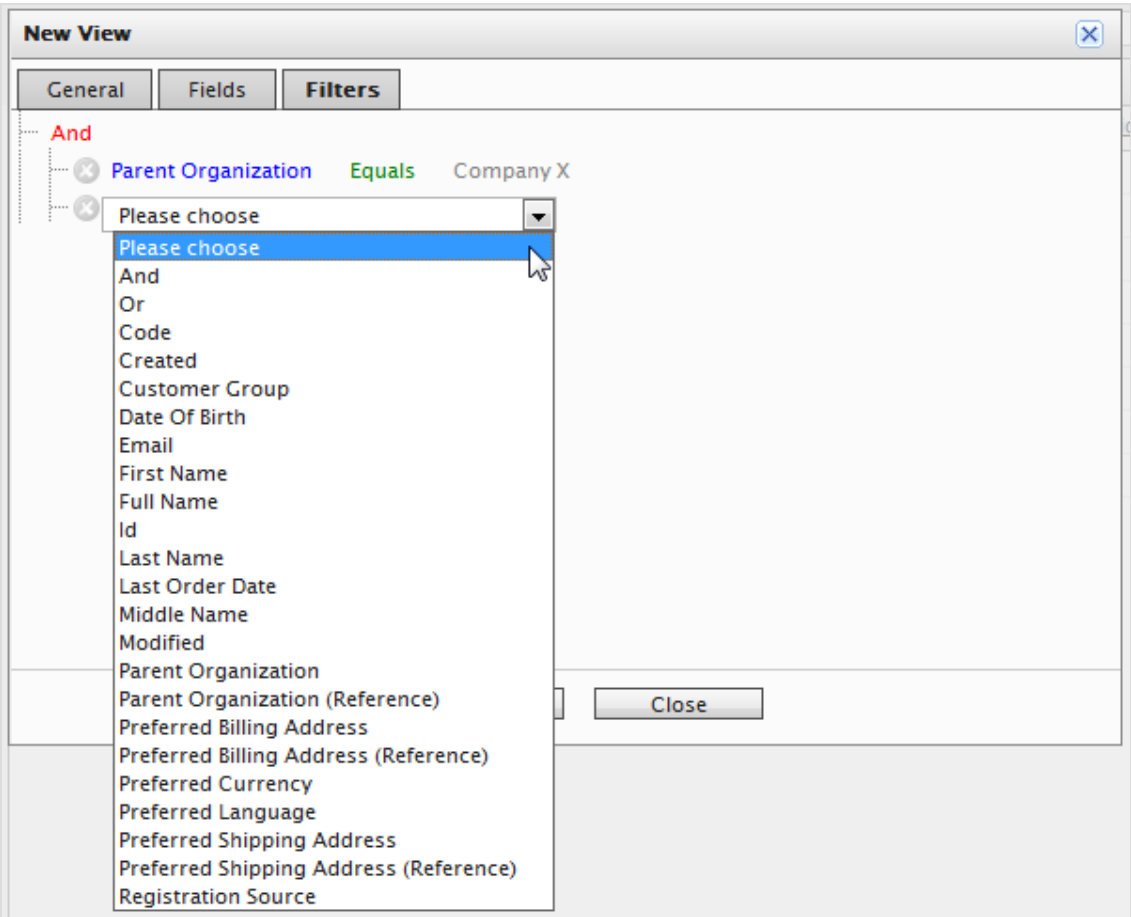 New View
General Fields Filters
And
Parent Organization Equals Company X
Please choose
Please choose
And
Or
Code
Created
Customer Group
Date Of Birth
Email
First Name
Full Name
Id
Last Name
Last Order Date
Middle Name
Modified
Parent Organization
Parent Organization (Reference)
Close
Preferred Billing Address
Preferred Billing Address (Reference)
Preferred Currency
Preferred Language
Preferred Shipping Address
Preferred Shipping Address (Reference)
Registration Source